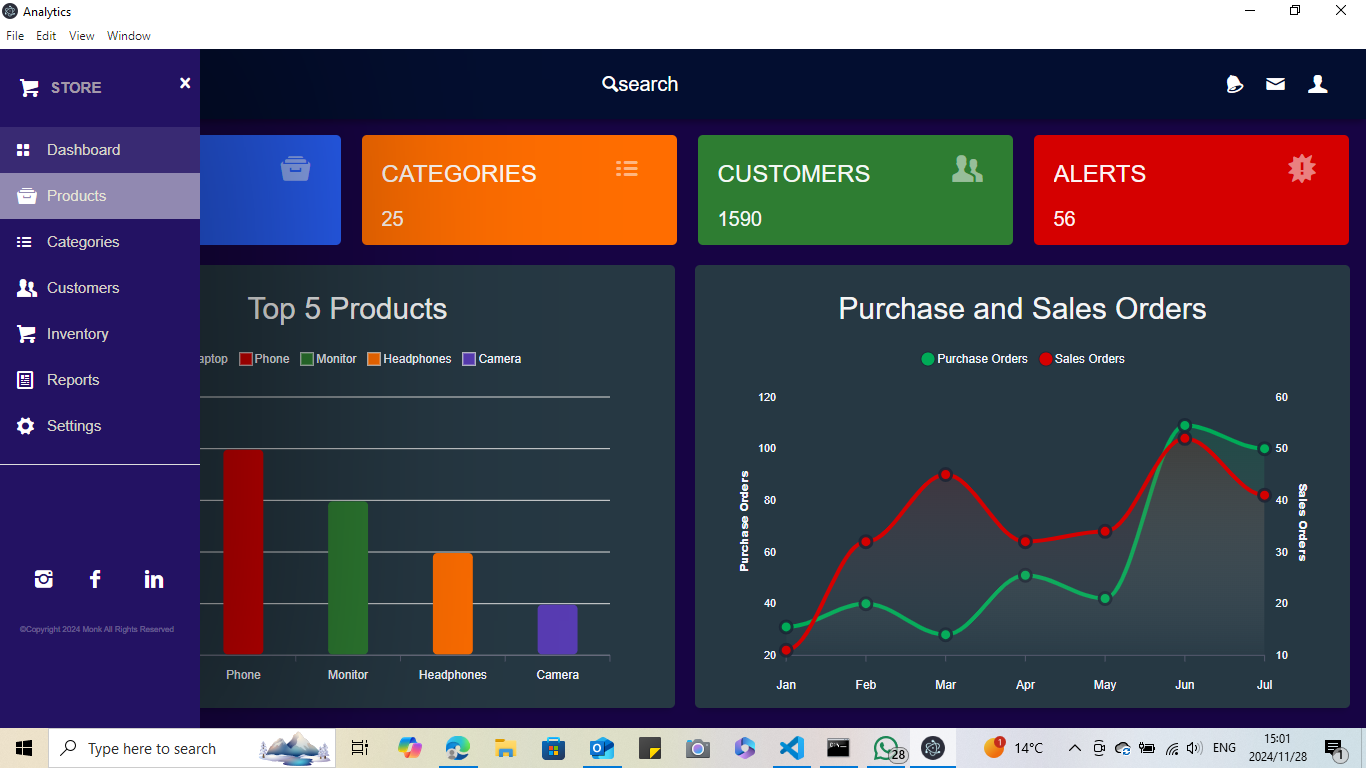 Analytics
File Edit View Window
STORE
search
Dashboard
Products
Categories
Customers
Inventory
Reports
Settings
©Copyright 2024 Monk All Rights Reserved
CATEGORIES
25
CUSTOMERS
1590
ALERTS
56
Top 5 Products
aptop Phone Monitor Headphones Camera
Phone Monitor Headphones Camera
Purchase and Sales Orders
Purchase Orders Sales Orders
120 60
100 50
80 40
60 30
40 20
20 10
Purchase Orders
Sales Orders
Jan Feb Mar Apr May Jun Jul
Type here to search
28
1
14°C
ENG
15:01
2024/11/28
1